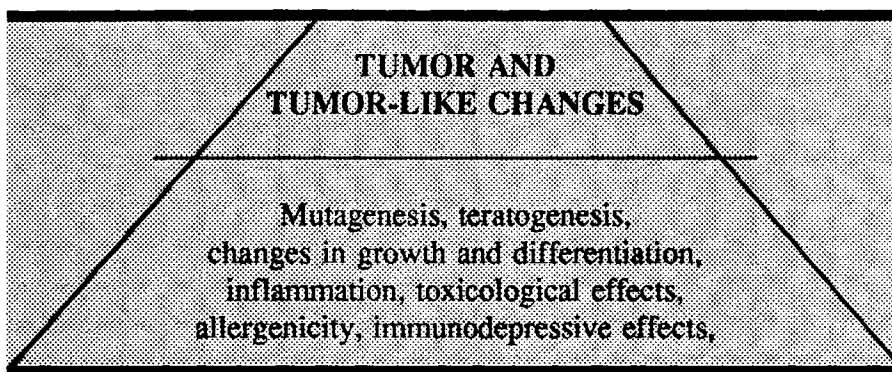 TUMOR AND
TUMOR-LIKE CHANGES
Mutagenesis, teratogenesis,
changes in growth and differentiation,
inflammation, toxicological effects,
allergenicity, immunodepressive effects,